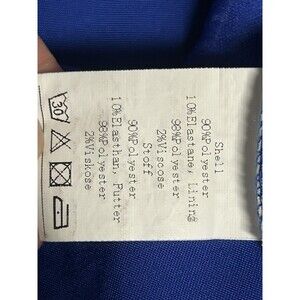 Shell
90%Polyester
10%Elastane, Lining
98%Polyester
2%Viscose
Stoff
90%Polyester
10%Elasthan, Futter
98%Polyester
2%Viskose
30